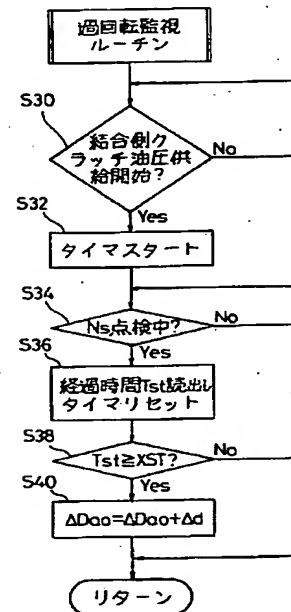 過回転監視
ルーチン
S30
結合側ク
ラッチ油圧供
給開始?
No
Yes
S32
タイマスタート
S34
Ns点検中?
No
Yes
S36
経過時間Tst読出し
タイマリセット
S38
Tst≧XST?
No
Yes
S40
ΔDao=ΔDao+Δd
リターン